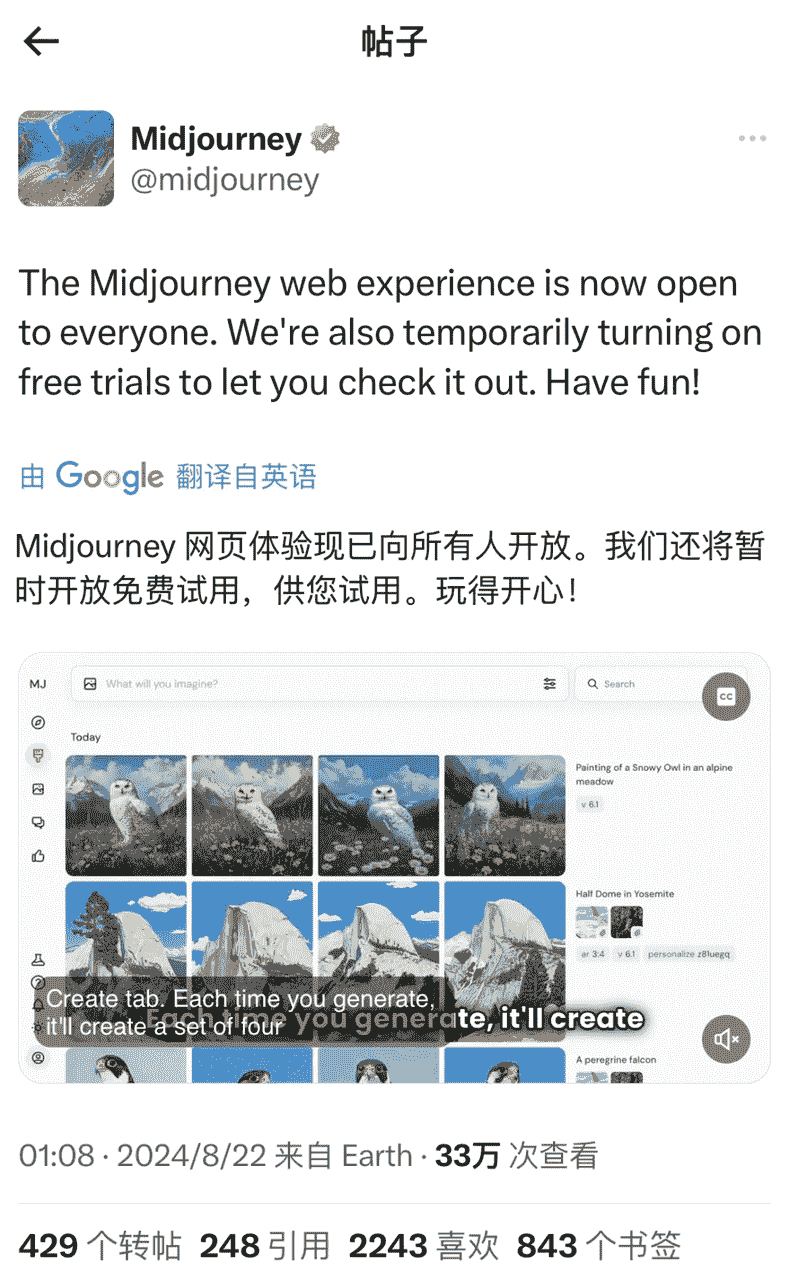 帖子
Midjourney
@midjourney
The Midjourney web experience is now open
to everyone. We're also temporarily turning on
free trials to let you check it out. Have fun!
由 Google 翻译自英语
Midjourney 网页体验现已向所有人开放。我们还将暂
时开放免费试用，供您试用。玩得开心！
MJ
What will you imagine?
Search
CC
Today
Painting of a Snowy Owl in an alpine
meadow
v 6.1
Half Dome in Yosemite
ar 3:4 v 6.1 personalize z81uegq
Create tab. Each time you generate,
it'll create a set of four
Each time you generate, it'll create
A peregrine falcon
01:08 · 2024/8/22 来自 Earth · 33万 次查看
429 个转帖 248 引用 2243 喜欢 843 个书签